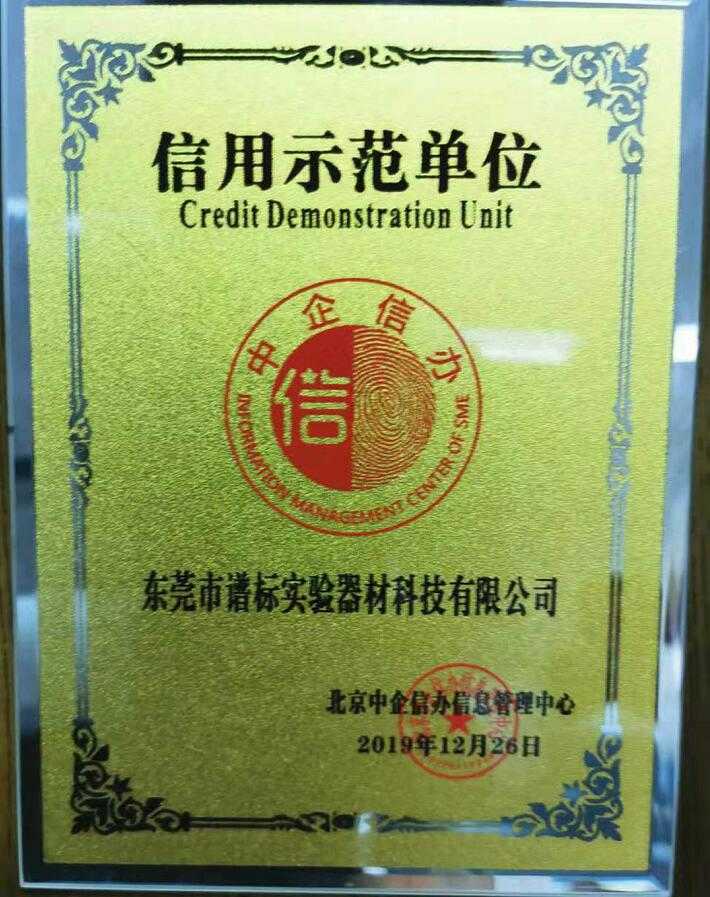 信用示范单位
Credit Demonstration Unit
中企信办
信
INFORMATION MANAGEMENT CENTER OF SME
东莞市谱标实验器材科技有限公司
北京中企信办信息管理中心
2019年12月26日